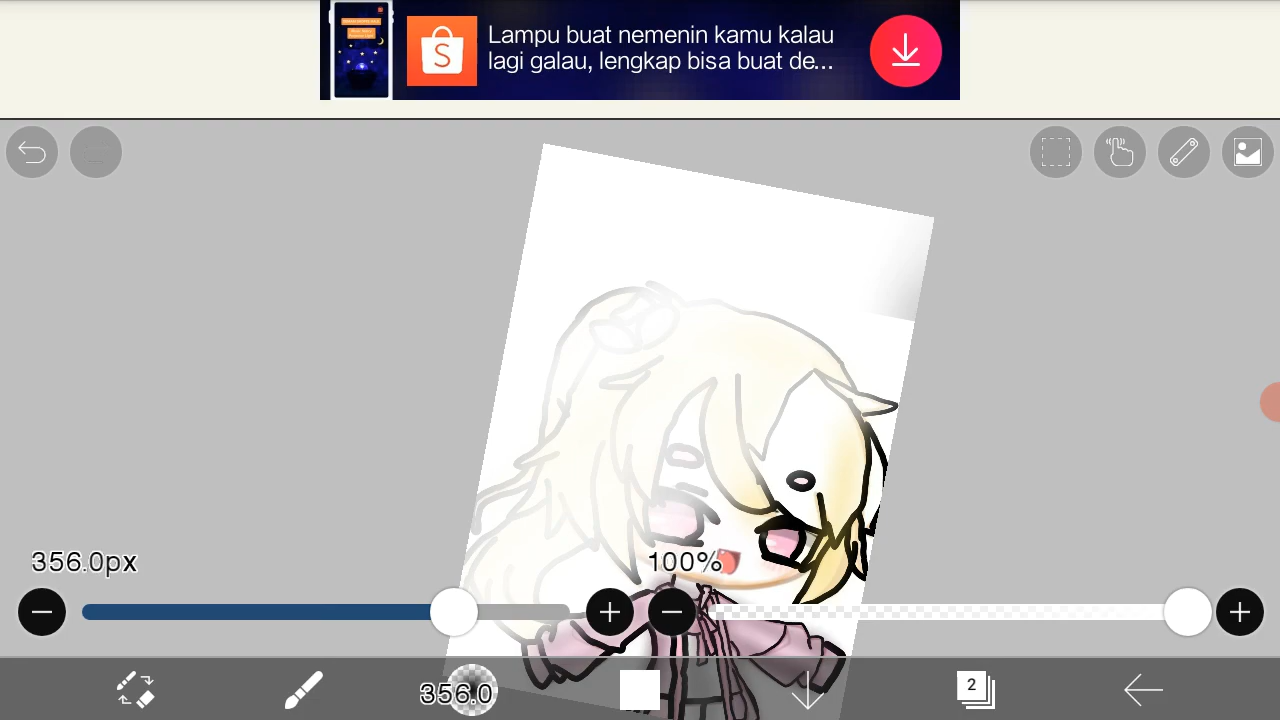 Lampu buat nemenin kamu kalau
lagi galau, lengkap bisa buat de...
S
356.0px
100%
356.0
2